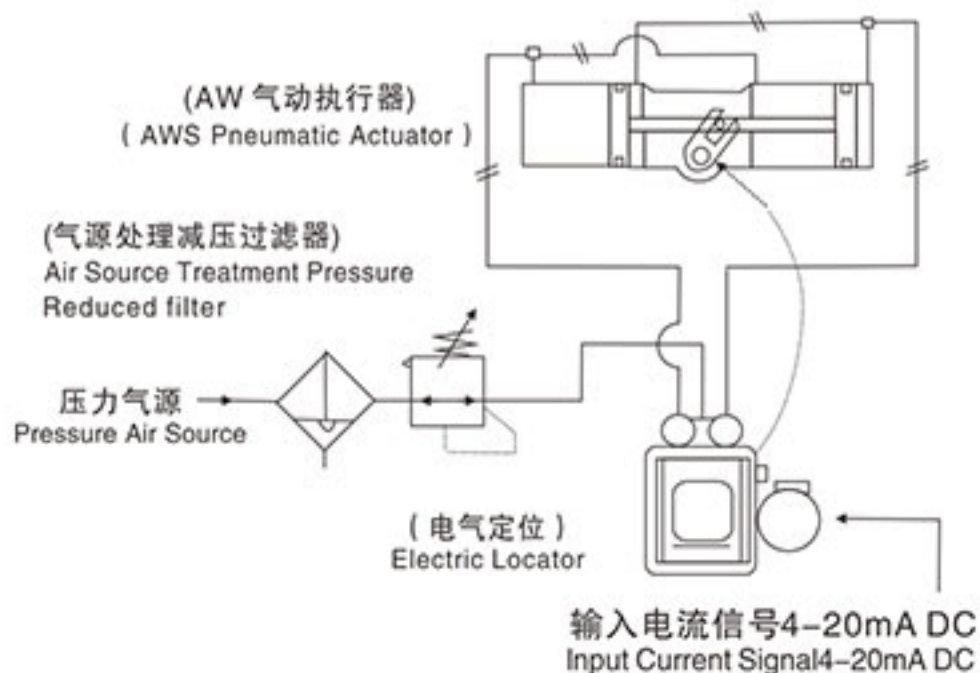 (AW 气动执行器)
( AWS Pneumatic Actuator )
(气源处理减压过滤器)
Air Source Treatment Pressure
Reduced filter
压力气源
Pressure Air Source
( 电气定位 )
Electric Locator
输入电流信号4-20mA DC
Input Current Signal4-20mA DC